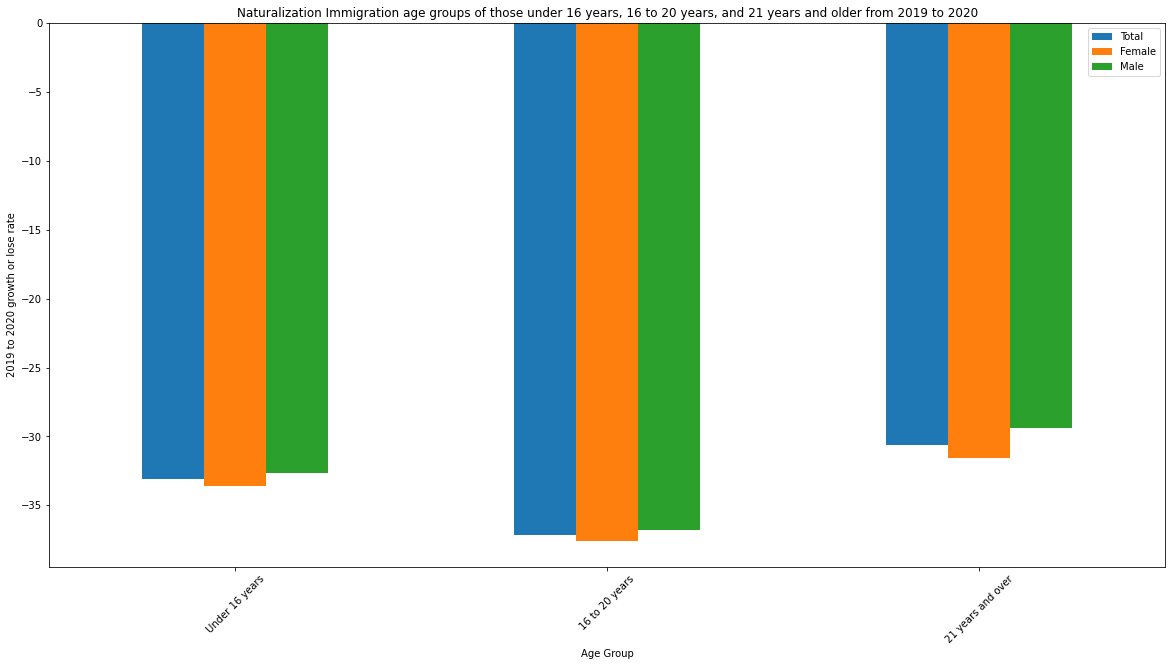 Naturalization Immigration age groups of those under 16 years, 16 to 20 years, and 21 years and older from 2019 to 2020
Total
Female
Male
0
−5
−10
−15
−20
−25
−30
−35
2019 to 2020 growth or lose rate
Under 16 years
16 to 20 years
21 years and over
Age Group